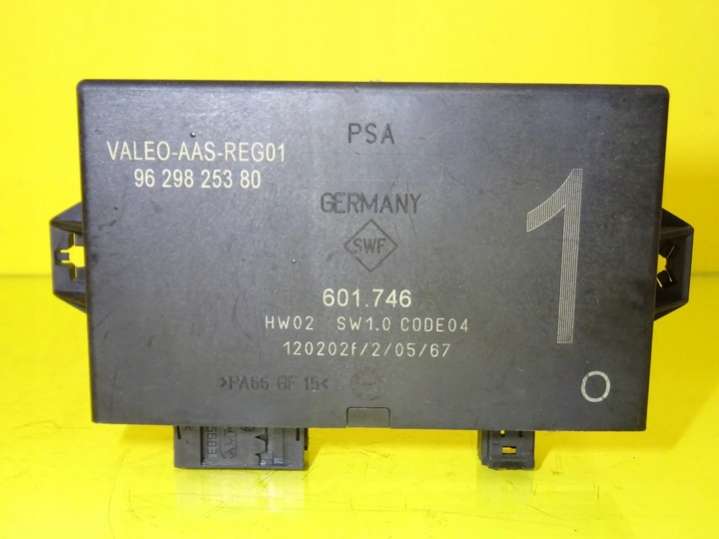 PSA
VALEO-AAS-REG01
96 298 253 80
GERMANY
SWF
1
601.746
HW02 SW1.0 CODE04
120202f/2/05/67
>PA66 GF 15<
O